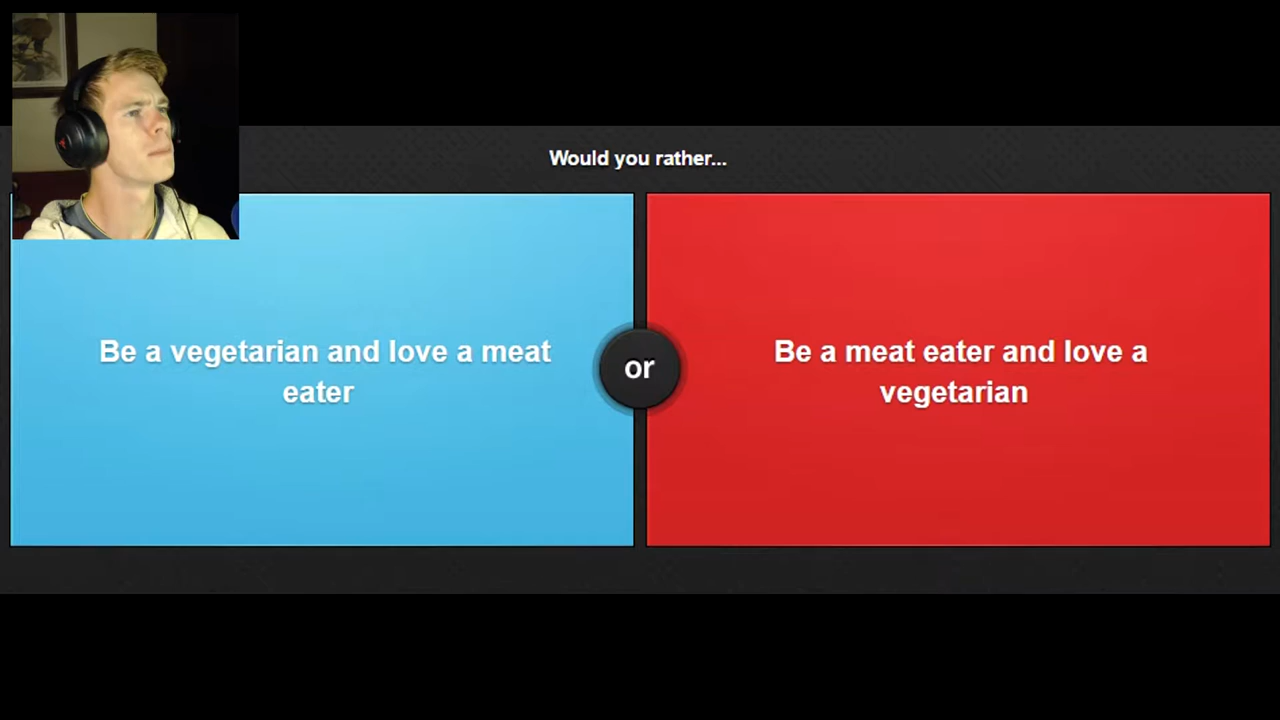 Would you rather...
Be a vegetarian and love a meat
eater
or
Be a meat eater and love a
vegetarian